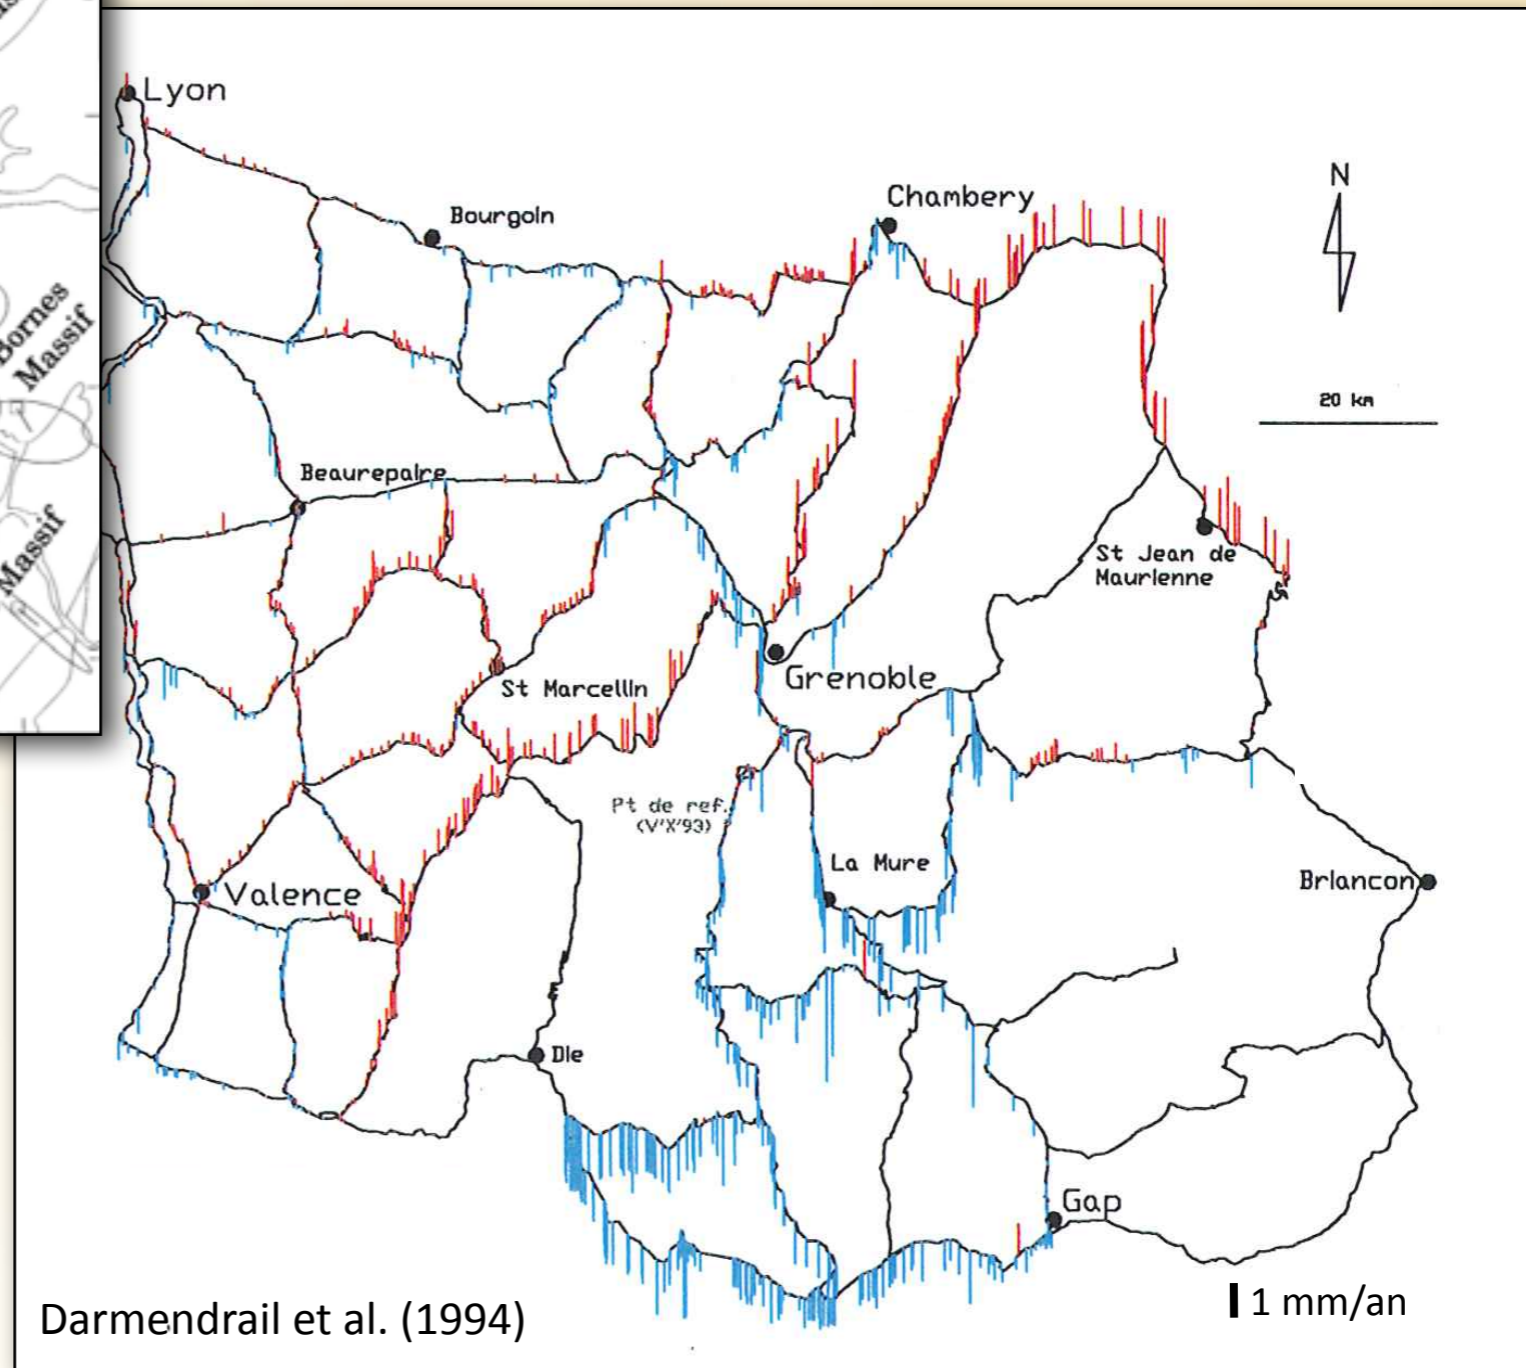 Lyon
Bornes
Massif
Massif
Bourgoin
Chambery
N
20 km
Beaurepaire
St Jean de
Maurienne
Grenoble
St Marcellin
Pt de ref.
(V'X'93)
La Mure
Valence
Briancon
Die
Gap
1 mm/an
Darmendrail et al. (1994)